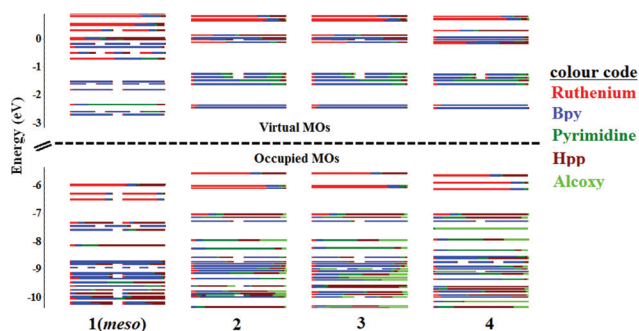 0
-1
-2
-3
Energy (eV)
Virtual MOs
Occupied MOs
-6
-7
-8
-9
-10
1(meso)
2
3
4
colour code
Ruthenium
Bpy
Pyrimidine
Hpp
Alcoxy